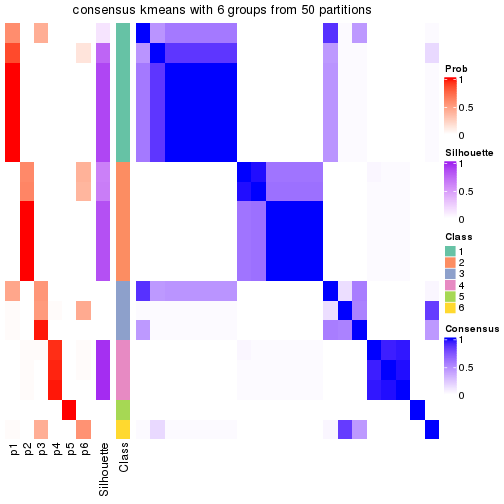 consensus kmeans with 6 groups from 50 partitions
Prob
1
0.5
0
Silhouette
1
0.5
0
Class
1
2
3
4
5
6
Consensus
1
0.5
0
p1
p2
p3
p4
p5
p6
Silhouette
Class